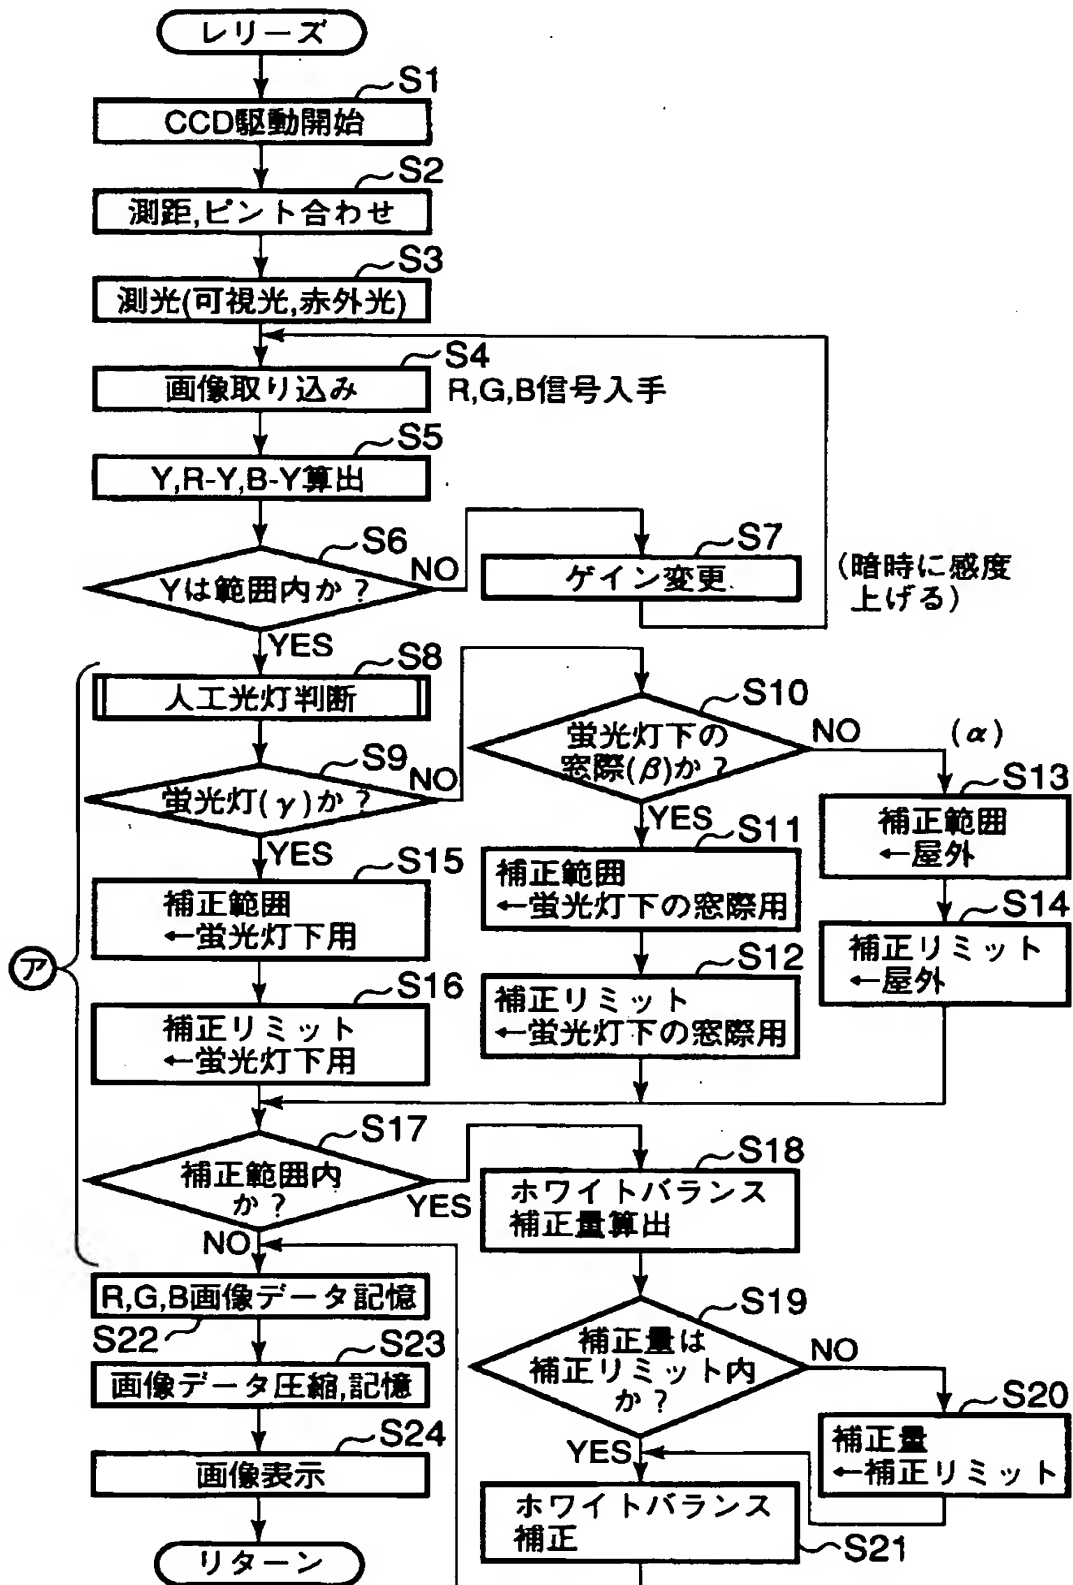 レリーズ
S1
CCD駆動開始
S2
測距,ピント合わせ
S3
測光(可視光,赤外光)
S4
画像取り込み
R,G,B信号入手
S5
Y,R-Y,B-Y算出
S6
Yは範囲内か？
NO
S7
ゲイン変更
(暗時に感度
上げる)
YES
S8
人工光灯判断
S9
蛍光灯(γ)か？
NO
S10
蛍光灯下の
窓際(β)か？
NO
(α)
S13
補正範囲
←屋外
YES
S11
補正範囲
←蛍光灯下の窓際用
YES
S15
補正範囲
←蛍光灯下用
S14
補正リミット
←屋外
S12
補正リミット
←蛍光灯下の窓際用
ア
S16
補正リミット
←蛍光灯下用
S17
補正範囲内
か？
YES
S18
ホワイトバランス
補正量算出
NO
R,G,B画像データ記憶
S22
S19
補正量は
補正リミット内
か？
NO
S23
画像データ圧縮,記憶
S20
補正量
←補正リミット
S24
画像表示
YES
ホワイトバランス
補正
S21
リターン